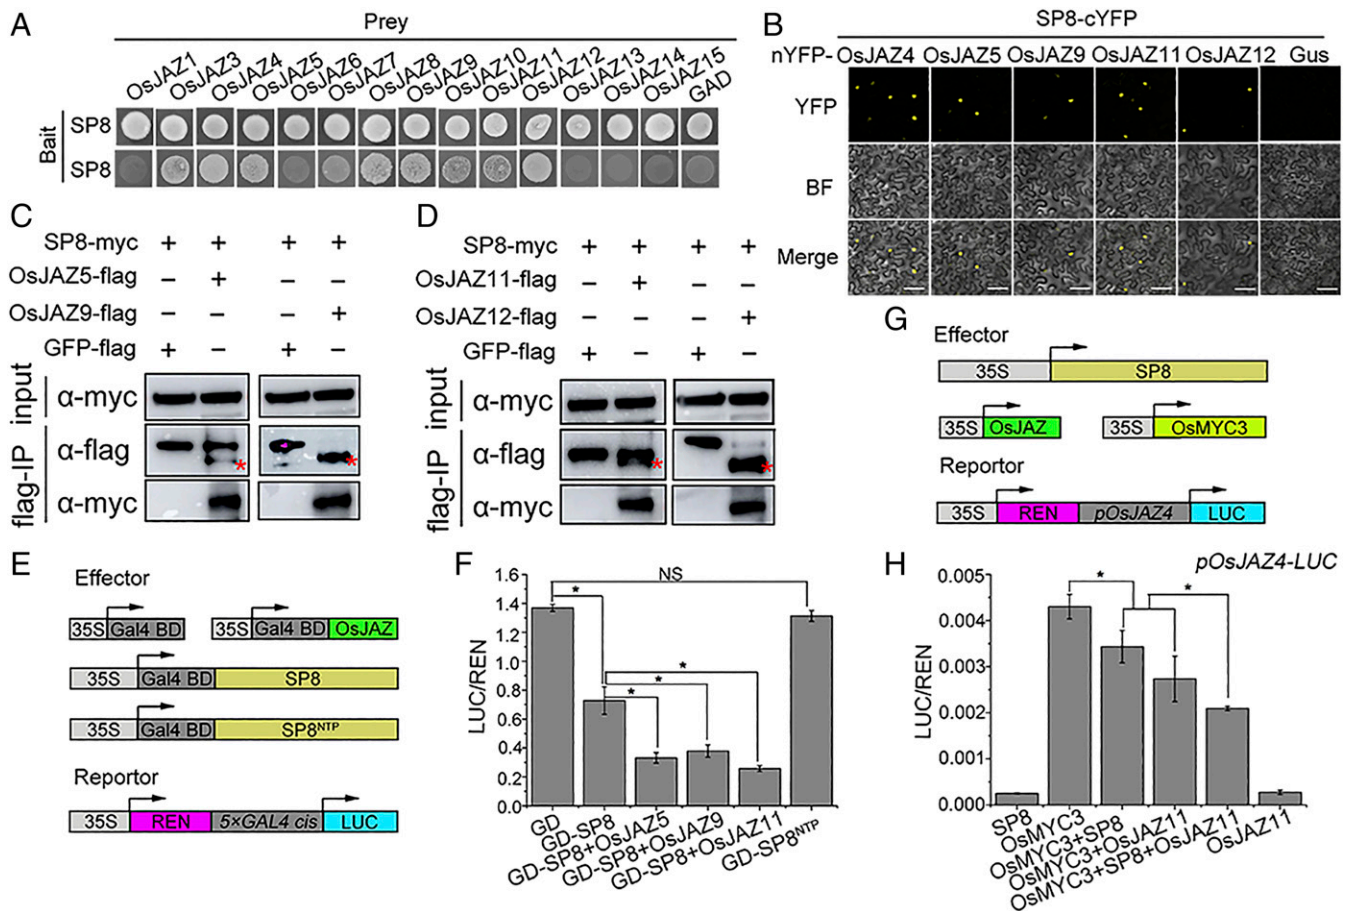 A
Prey
OsJAZ1 OsJAZ3 OsJAZ4 OsJAZ5 OsJAZ6 OsJAZ7 OsJAZ8 OsJAZ9 OsJAZ10 OsJAZ11 OsJAZ12 OsJAZ13 OsJAZ14 OsJAZ15 GAD
Bait
SP8
SP8
B
SP8-cYFP
nYFP-OsJAZ4 OsJAZ5 OsJAZ9 OsJAZ11 OsJAZ12 Gus
YFP
BF
Merge
C
SP8-myc + + + +
OsJAZ5-flag − + − −
OsJAZ9-flag − − − +
GFP-flag + − + −
input
α-myc
flag-IP
α-flag
*
*
α-myc
D
SP8-myc + + + +
OsJAZ11-flag − + − −
OsJAZ12-flag − − − +
GFP-flag + − + −
input
α-myc
flag-IP
α-flag
*
*
α-myc
E
Effector
35S Gal4 BD 35S Gal4 BD OsJAZ
35S Gal4 BD SP8
35S Gal4 BD SP8NTP
Reportor
35S REN 5×GAL4 cis LUC
F
LUC/REN
1.6
1.4
1.2
1.0
0.8
0.6
0.4
0.2
0.0
NS
*
*
*
*
GD
GD-SP8
GD-SP8+OsJAZ5
GD-SP8+OsJAZ9
GD-SP8+OsJAZ11
GD-SP8NTP
G
Effector
35S SP8
35S OsJAZ 35S OsMYC3
Reportor
35S REN pOsJAZ4 LUC
H
pOsJAZ4-LUC
LUC/REN
0.005
0.004
0.003
0.002
0.001
0.000
*
*
SP8
OsMYC3
OsMYC3+SP8
OsMYC3+OsJAZ11
OsMYC3+SP8+OsJAZ11
OsJAZ11